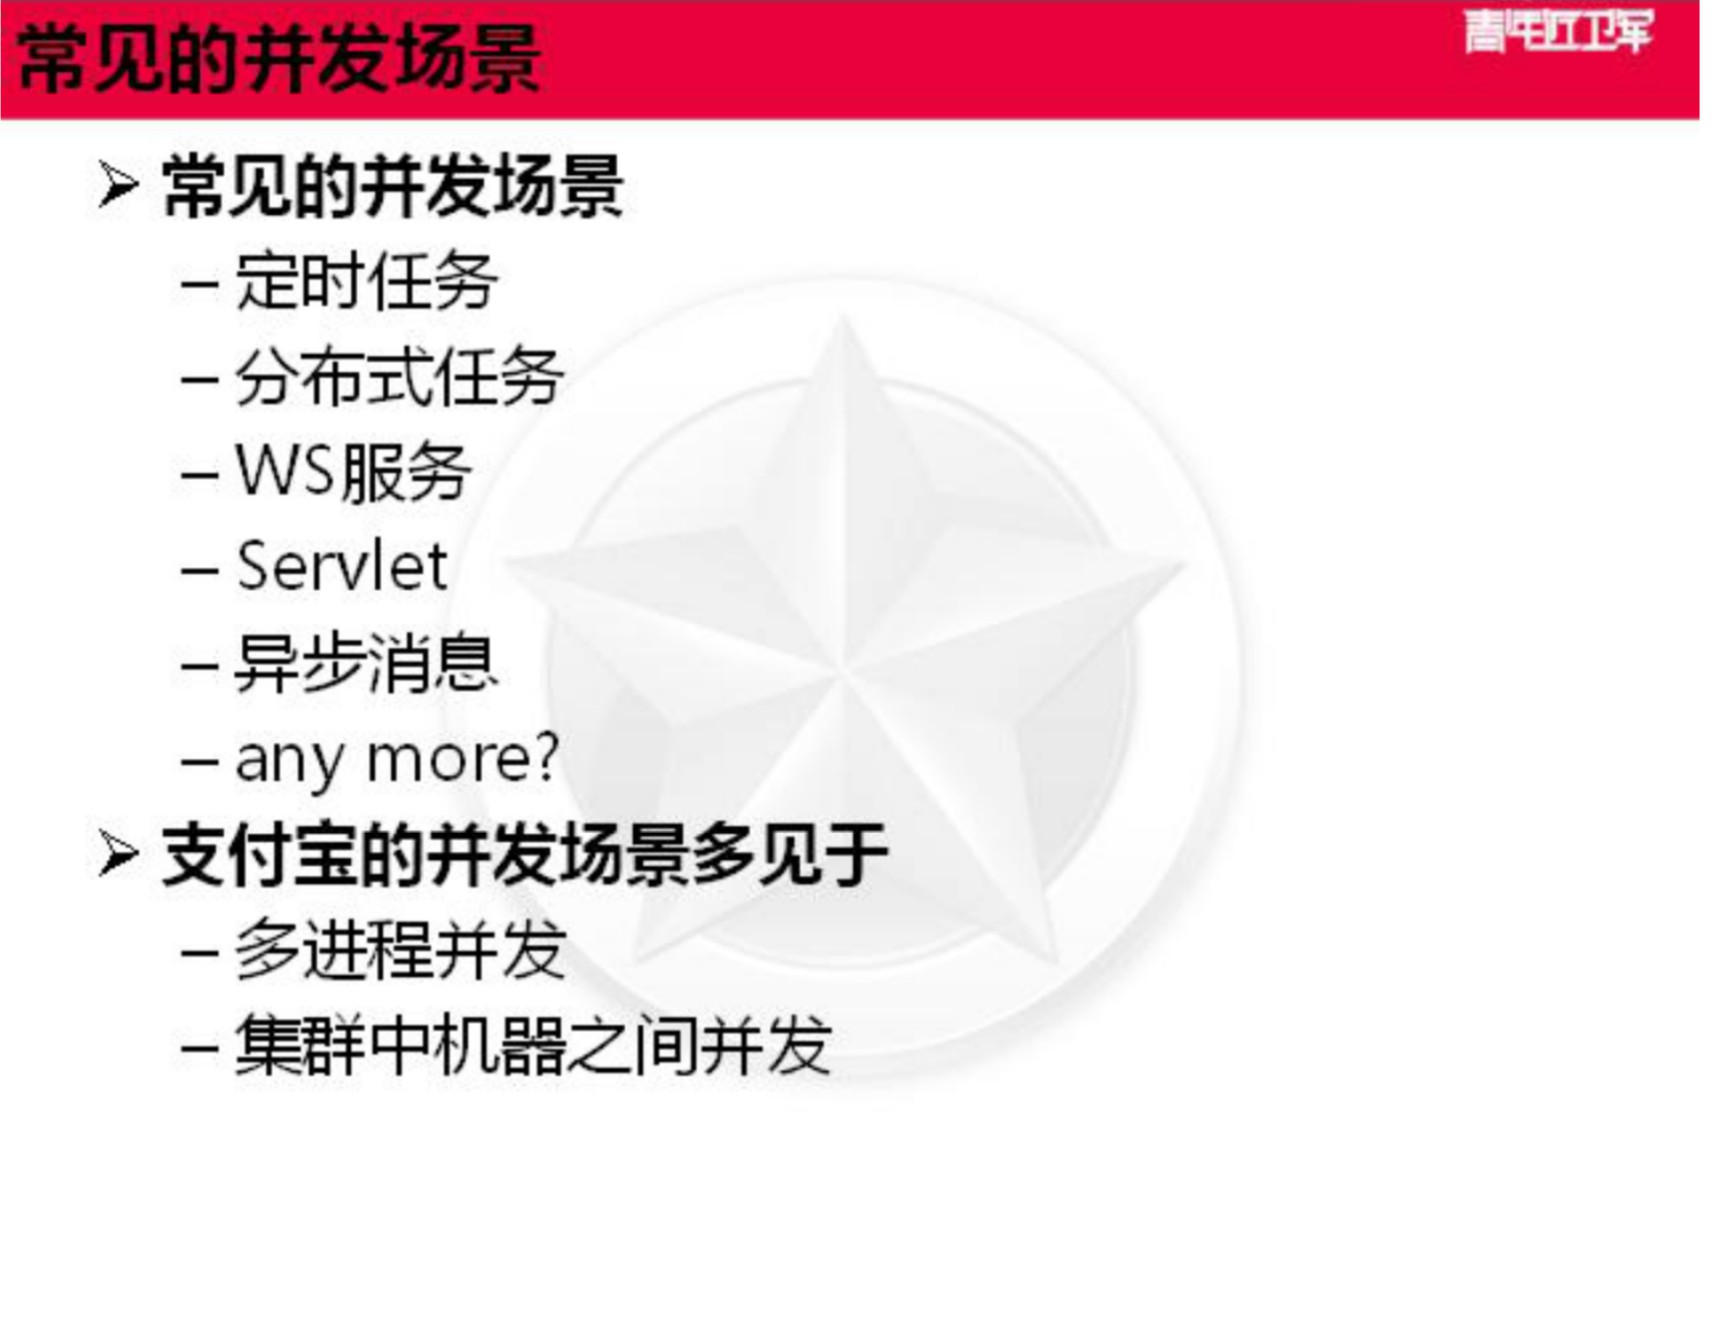 常见的并发场景
青年近卫军
常见的并发场景
– 定时任务
– 分布式任务
– WS服务
– Servlet
– 异步消息
– any more?
支付宝的并发场景多见于
– 多进程并发
– 集群中机器之间并发